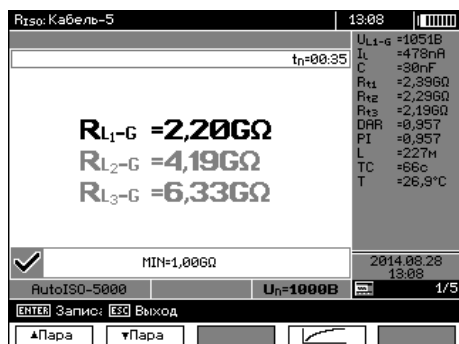 RISO: Кабель-5 13:08
tn=00:35
RL1-G =2,20GΩ
RL2-G =4,19GΩ
RL3-G =6,33GΩ
MIN=1,00GΩ
AutoISO-5000 Un=1000В
UL1-G =1051В
IL =478nA
C =30nF
Rt1 =2,39GΩ
Rt2 =2,29GΩ
Rt3 =2,19GΩ
DAR =0,957
PI =0,957
L =227м
TC =66с
T =26,9°C
2014.08.28
13:08
1/5
ENTER Запись ESC Выход
▲Пара ▼Пара